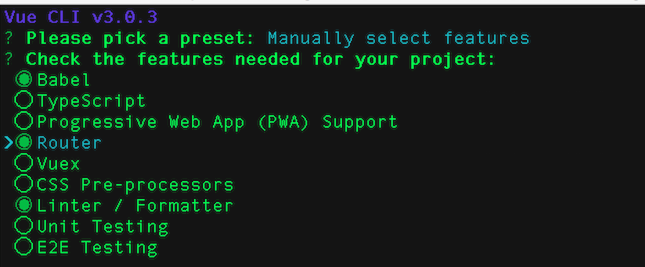 Vue CLI v3.0.3
? Please pick a preset: Manually select features
? Check the features needed for your project:
◉Babel
◯TypeScript
◯Progressive Web App (PWA) Support
❯◉Router
◯Vuex
◯CSS Pre-processors
◉Linter / Formatter
◯Unit Testing
◯E2E Testing